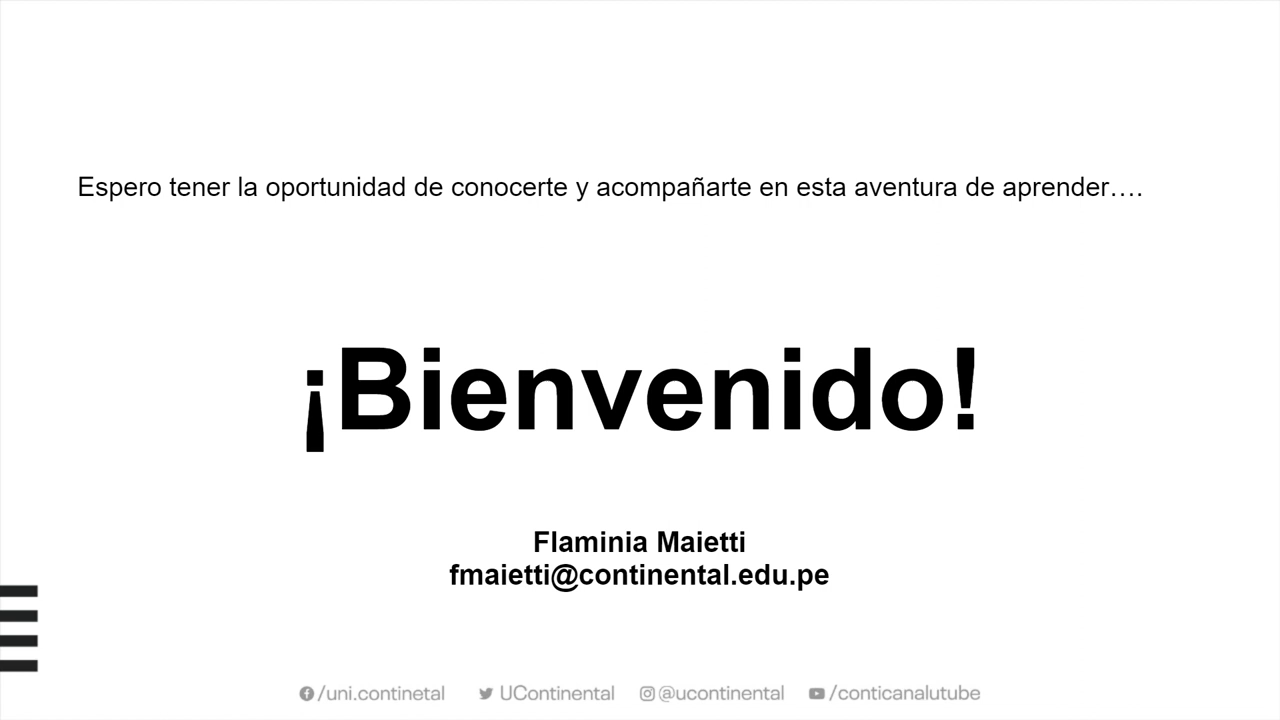 Espero tener la oportunidad de conocerte y acompañarte en esta aventura de aprender….
¡Bienvenido!
Flaminia Maietti
fmaietti@continental.edu.pe
/uni.continetal UContinental @ucontinental /conticanalutube